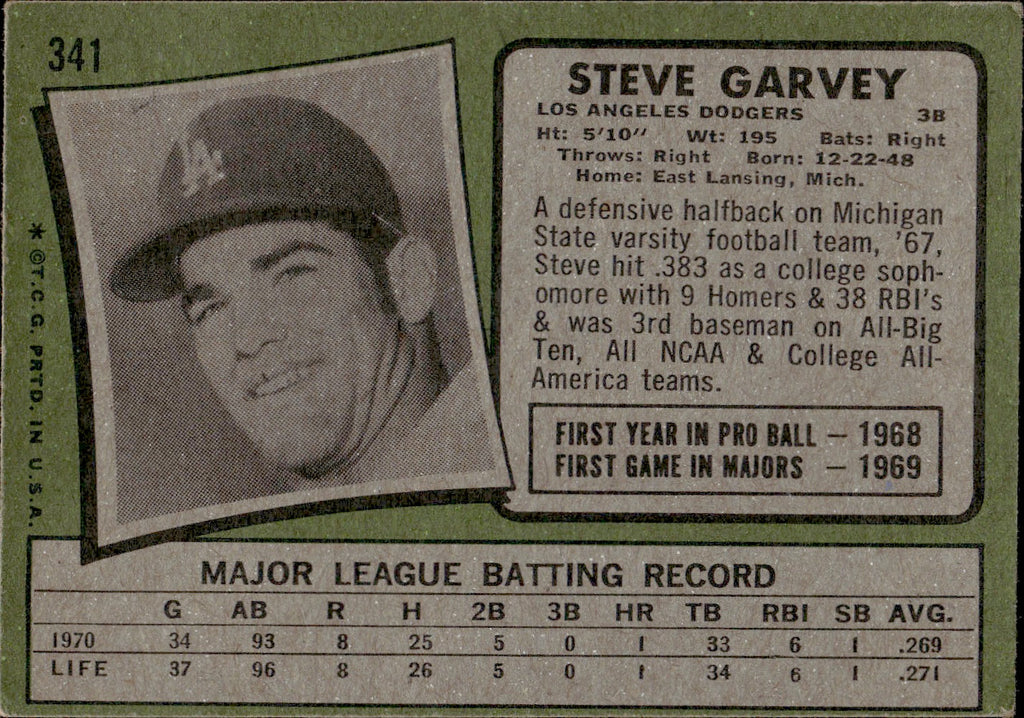 341
STEVE GARVEY
LOS ANGELES DODGERS 3B
Ht: 5'10" Wt: 195 Bats: Right
Throws: Right Born: 12-22-48
Home: East Lansing, Mich.
A defensive halfback on Michigan
State varsity football team, '67,
Steve hit .383 as a college soph-
omore with 9 Homers & 38 RBI's
& was 3rd baseman on All-Big
Ten, All NCAA & College All-
America teams.
FIRST YEAR IN PRO BALL – 1968
FIRST GAME IN MAJORS – 1969
LA
*©T.C.G. PRTD. IN U.S.A.
MAJOR LEAGUE BATTING RECORD
G AB R H 2B 3B HR TB RBI SB AVG.
1970 34 93 8 25 5 0 1 33 6 1 .269
LIFE 37 96 8 26 5 0 1 34 6 1 .271